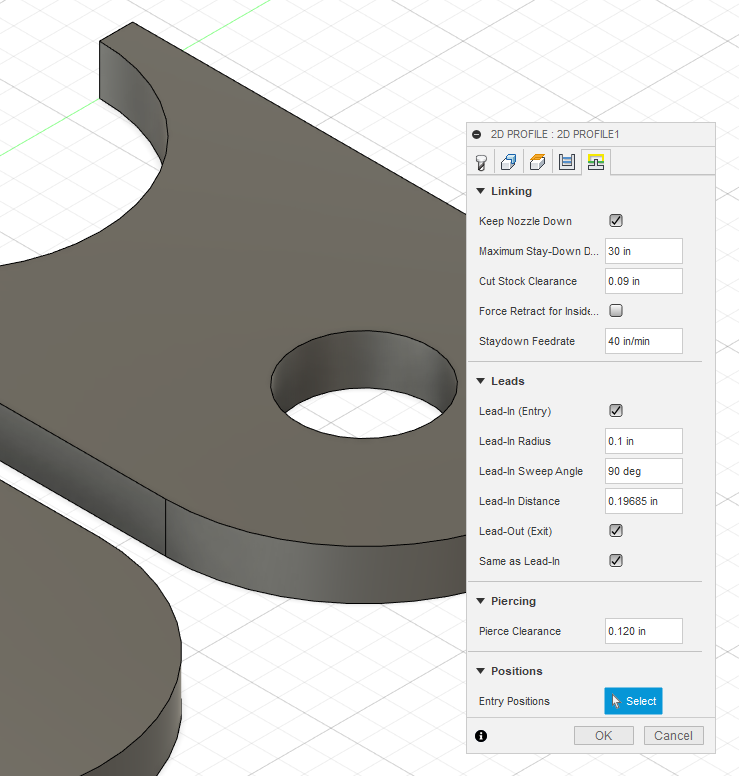 2D PROFILE : 2D PROFILE1
Linking
Keep Nozzle Down
Maximum Stay-Down D... 30 in
Cut Stock Clearance 0.09 in
Force Retract for Inside...
Staydown Feedrate 40 in/min
Leads
Lead-In (Entry)
Lead-In Radius 0.1 in
Lead-In Sweep Angle 90 deg
Lead-In Distance 0.19685 in
Lead-Out (Exit)
Same as Lead-In
Piercing
Pierce Clearance 0.120 in
Positions
Entry Positions Select
OK Cancel